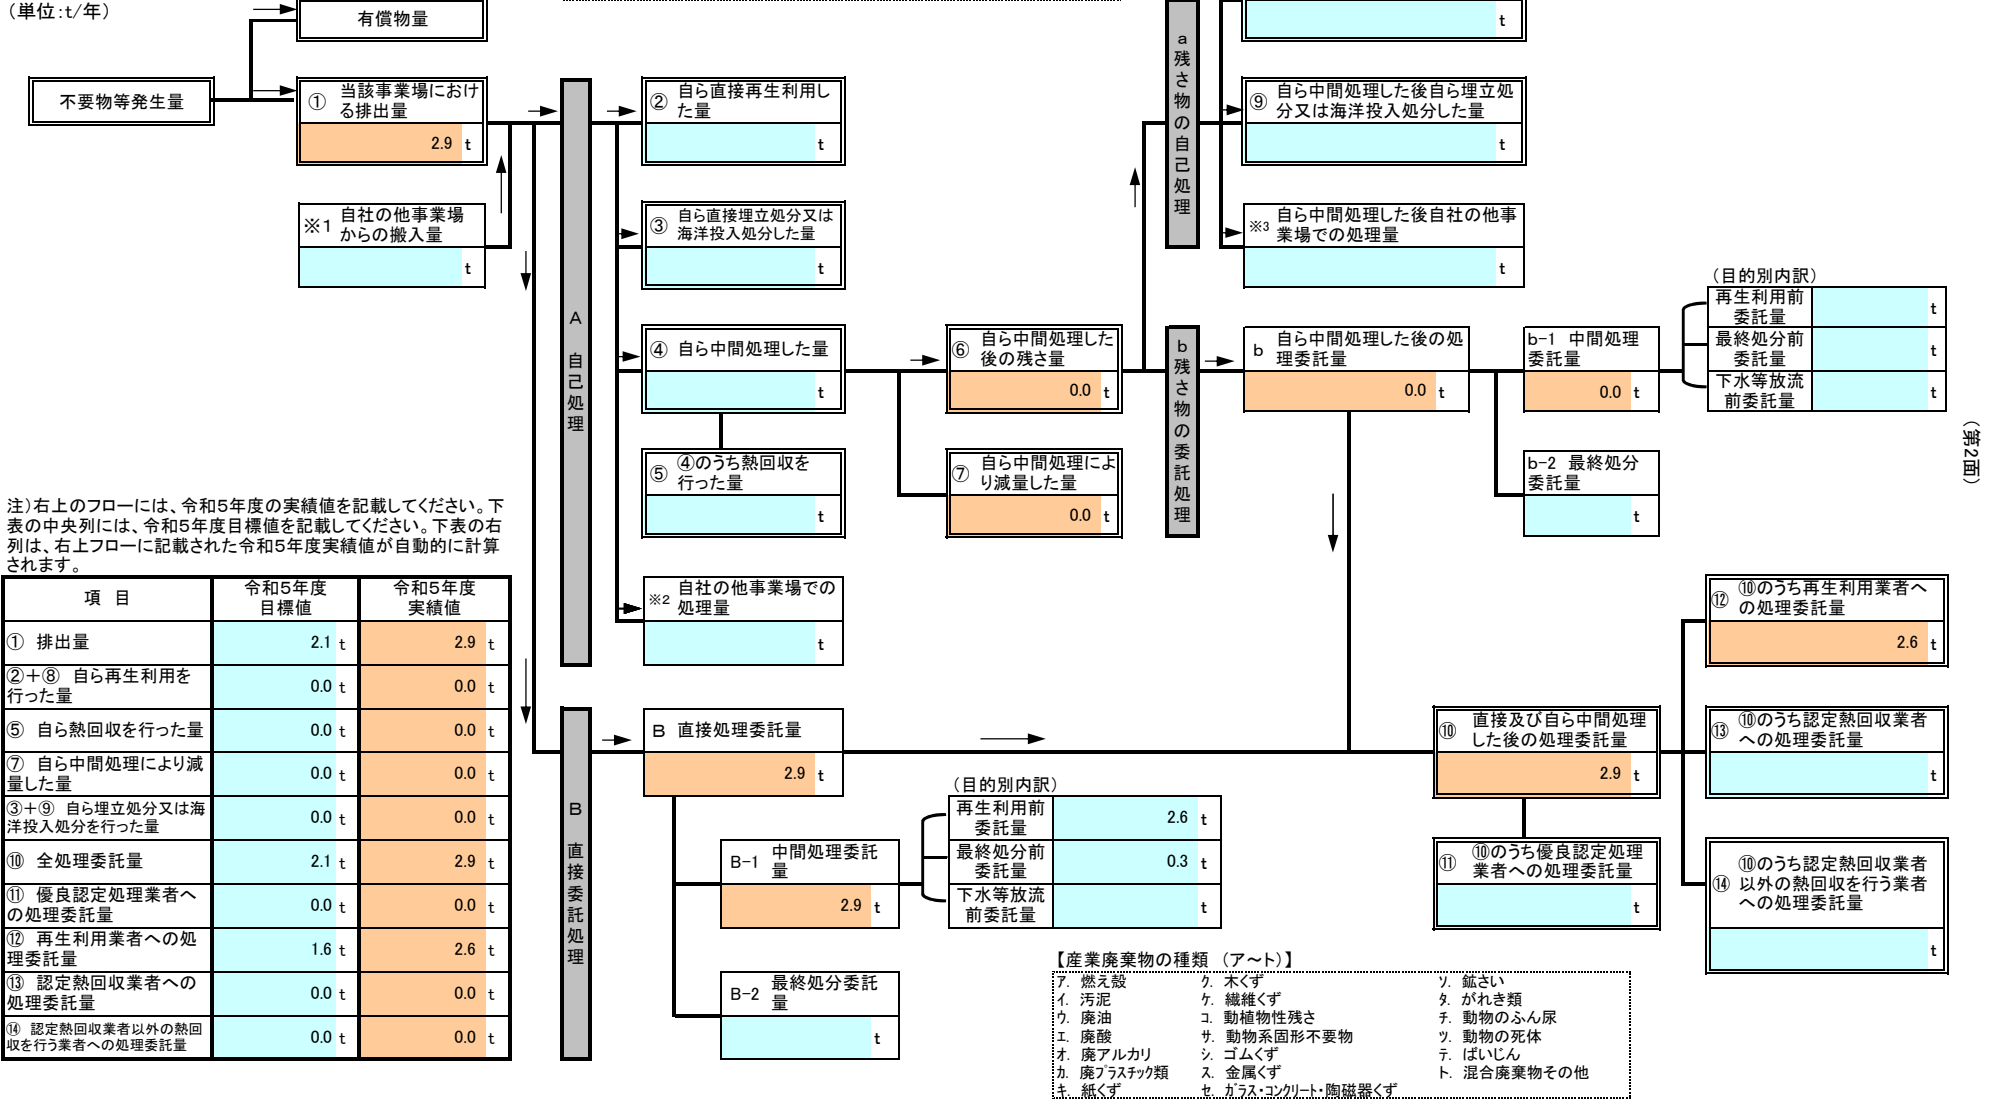 （単位：t/年）
有償物量
不要物等発生量
① 当該事業場におけ
る排出量
2.9 t
※1 自社の他事業場
からの搬入量
t
A 自己処理
② 自ら直接再生利用し
た量
t
③ 自ら直接埋立処分又は
海洋投入処分した量
t
④ 自ら中間処理した量
t
⑤ ④のうち熱回収を
行った量
t
※2 自社の他事業場での
処理量
t
⑥ 自ら中間処理した
後の残さ量
0.0 t
⑦ 自ら中間処理によ
り減量した量
0.0 t
a残さ物の自己処理
t
⑨ 自ら中間処理した後自ら埋立処
分又は海洋投入処分した量
t
※3 自ら中間処理した後自社の他事
業場での処理量
t
b残さ物の委託処理
b 自ら中間処理した後の処
理委託量
0.0 t
b-1 中間処理
委託量
0.0 t
（目的別内訳）
再生利用前
委託量
t
最終処分前
委託量
t
下水等放流
前委託量
t
b-2 最終処分
委託量
t
（第2面）
注）右上のフローには、令和5年度の実績値を記載してください。下
表の中央列には、令和5年度目標値を記載してください。下表の右
列は、右上フローに記載された令和5年度実績値が自動的に計算
されます。
項 目 令和5年度
目標値 令和5年度
実績値
① 排出量 2.1 t 2.9 t
②＋⑧ 自ら再生利用を
行った量 0.0 t 0.0 t
⑤ 自ら熱回収を行った量 0.0 t 0.0 t
⑦ 自ら中間処理により減
量した量 0.0 t 0.0 t
③＋⑨ 自ら埋立処分又は海
洋投入処分を行った量 0.0 t 0.0 t
⑩ 全処理委託量 2.1 t 2.9 t
⑪ 優良認定処理業者へ
の処理委託量 0.0 t 0.0 t
⑫ 再生利用業者への処
理委託量 1.6 t 2.6 t
⑬ 認定熱回収業者への
処理委託量 0.0 t 0.0 t
⑭ 認定熱回収業者以外の熱回
収を行う業者への処理委託量 0.0 t 0.0 t
B 直接委託処理
B 直接処理委託量
2.9 t
B-1 中間処理委託
量
2.9 t
（目的別内訳）
再生利用前
委託量
2.6 t
最終処分前
委託量
0.3 t
下水等放流
前委託量
t
B-2 最終処分委託
量
t
⑩ 直接及び自ら中間処理
した後の処理委託量
2.9 t
⑪ ⑩のうち優良認定処理
業者への処理委託量
t
⑫ ⑩のうち再生利用業者へ
の処理委託量
2.6 t
⑬ ⑩のうち認定熱回収業者
への処理委託量
t
⑭ ⑩のうち認定熱回収業者
以外の熱回収を行う業者
への処理委託量
t
【産業廃棄物の種類 （ア～ト）】
ア．燃え殻 ク．木くず ソ．鉱さい
イ．汚泥 ケ．繊維くず タ．がれき類
ウ．廃油 コ．動植物性残さ チ．動物のふん尿
エ．廃酸 サ．動物系固形不要物 ツ．動物の死体
オ．廃アルカリ シ．ゴムくず テ．ばいじん
カ．廃プラスチック類 ス．金属くず ト．混合廃棄物その他
キ．紙くず セ．ガラス・コンクリート・陶磁器くず